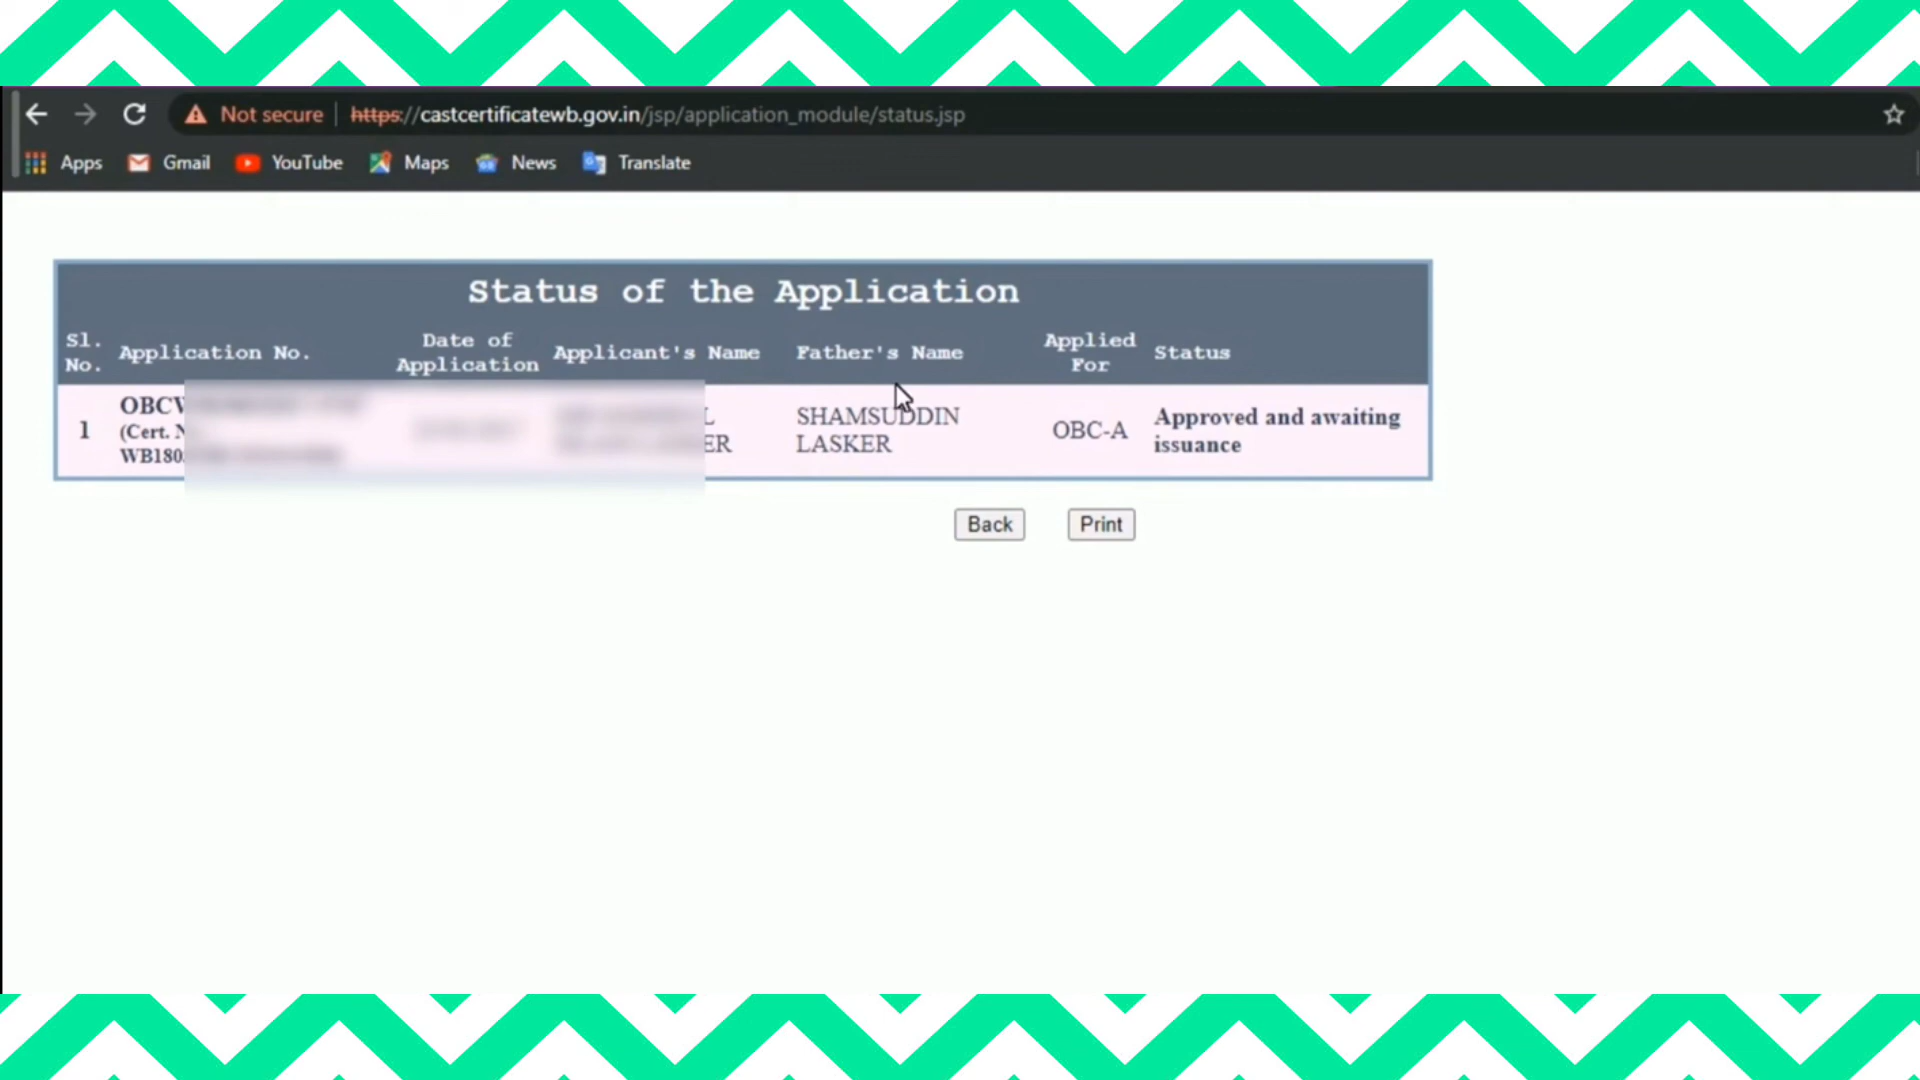 Not secure https://castcertificatewb.gov.in/jsp/application_module/status.jsp
Apps Gmail YouTube Maps News Translate
Status of the Application
Sl. No. Application No. Date of Application Applicant's Name Father's Name Applied For Status
1
(Cert.
SHAMSUDDIN
LASKER
OBC-A
Approved and awaiting
issuance
Back Print